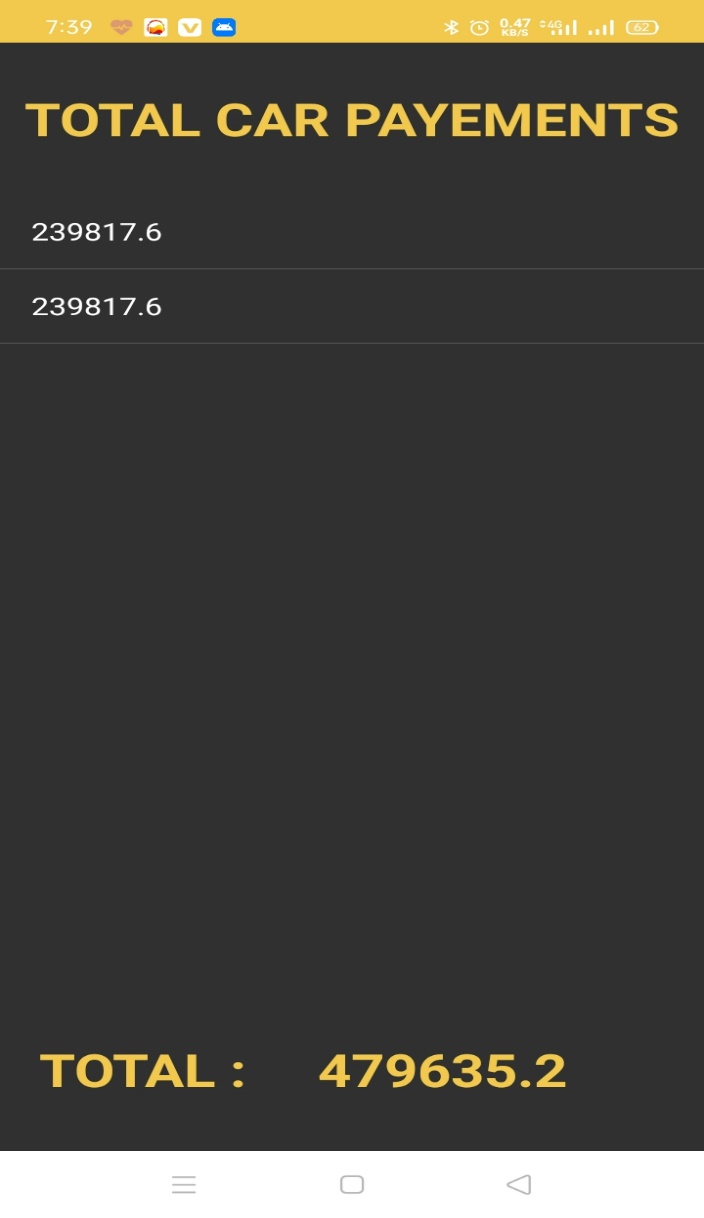 7:39 0.47 KB/S 4G 62
TOTAL CAR PAYEMENTS
239817.6
239817.6
TOTAL : 479635.2